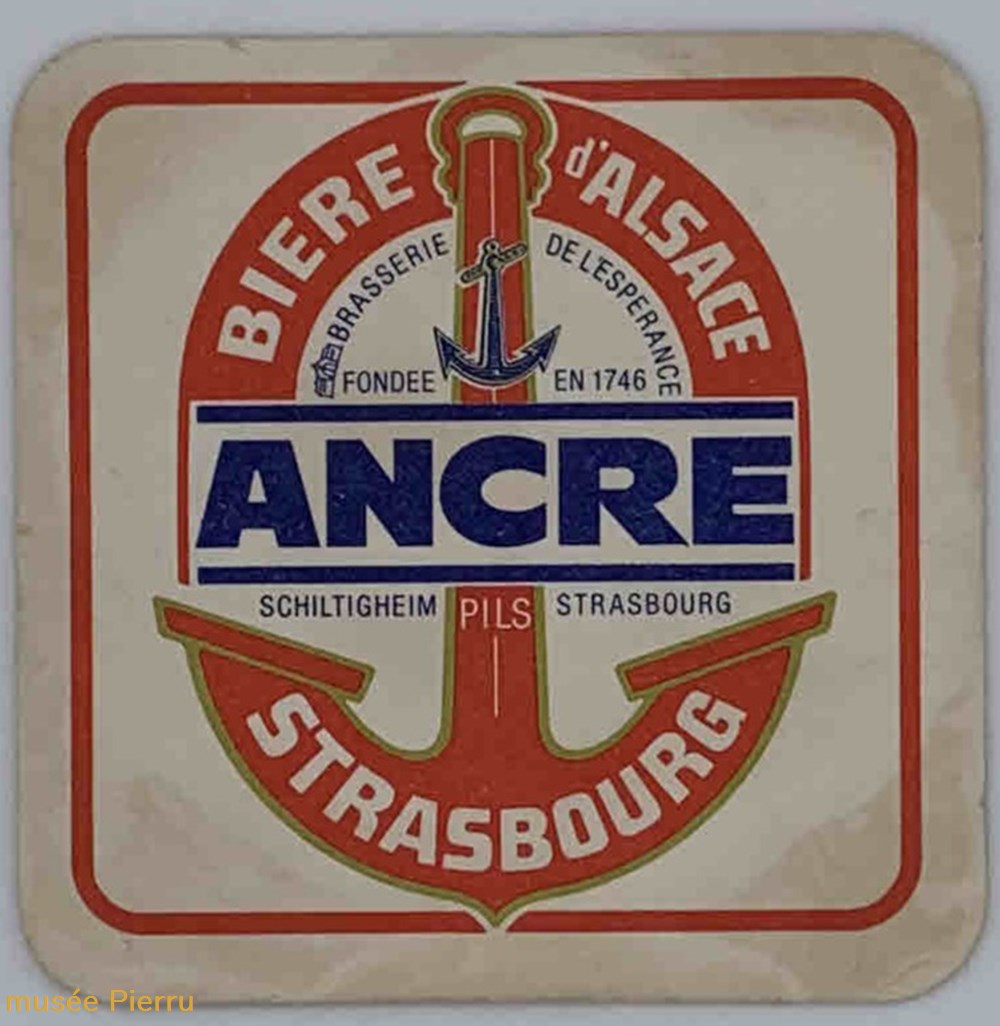 BIERE d'ALSACE
BRASSERIE DE L'ESPERANCE
FONDEE EN 1746
ANCRE
SCHILTIGHEIM PILS STRASBOURG
STRASBOURG
musée Pierru